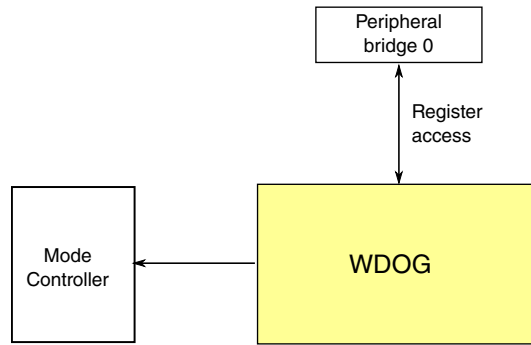 Peripheral
bridge 0
Register
access
Mode
Controller
WDOG